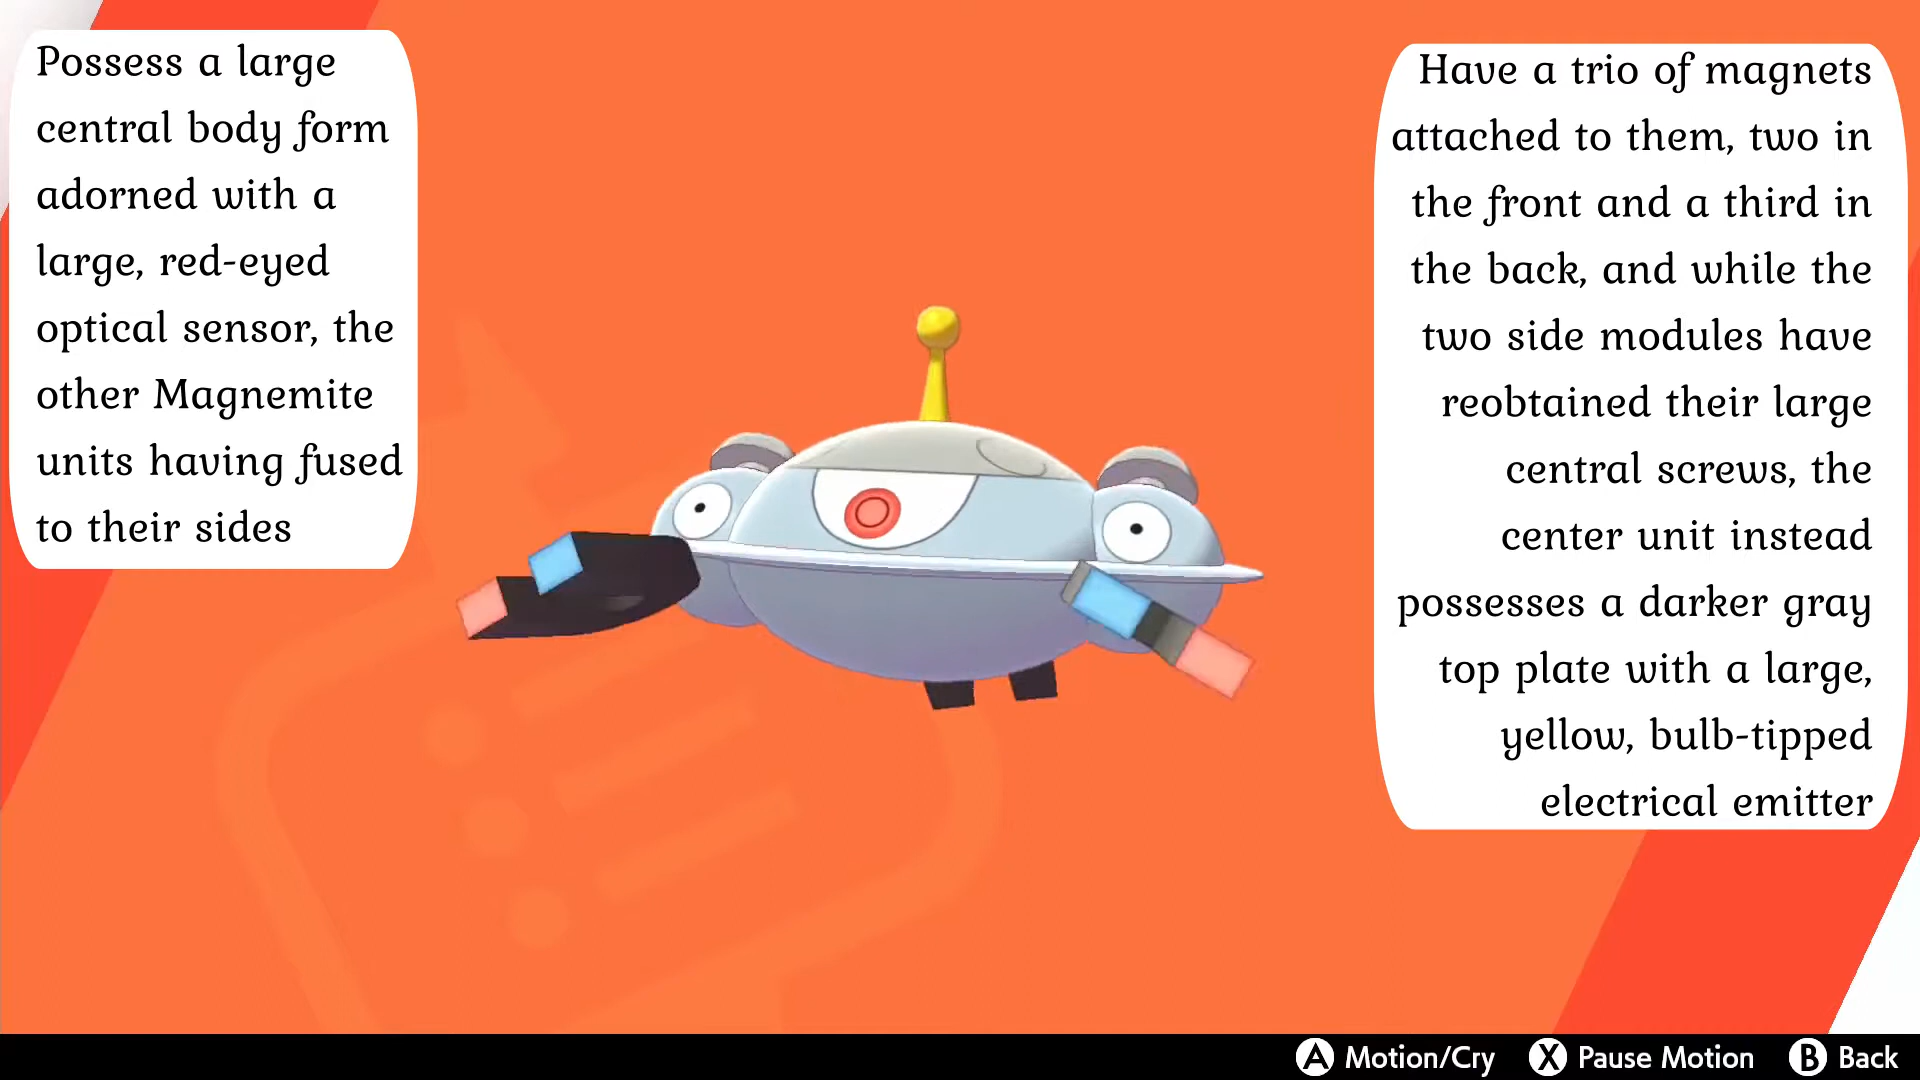 Possess a large
central body form
adorned with a
large, red-eyed
optical sensor, the
other Magnemite
units having fused
to their sides
Have a trio of magnets
attached to them, two in
the front and a third in
the back, and while the
two side modules have
reobtained their large
central screws, the
center unit instead
possesses a darker gray
top plate with a large,
yellow, bulb-tipped
electrical emitter
A Motion/Cry X Pause Motion B Back